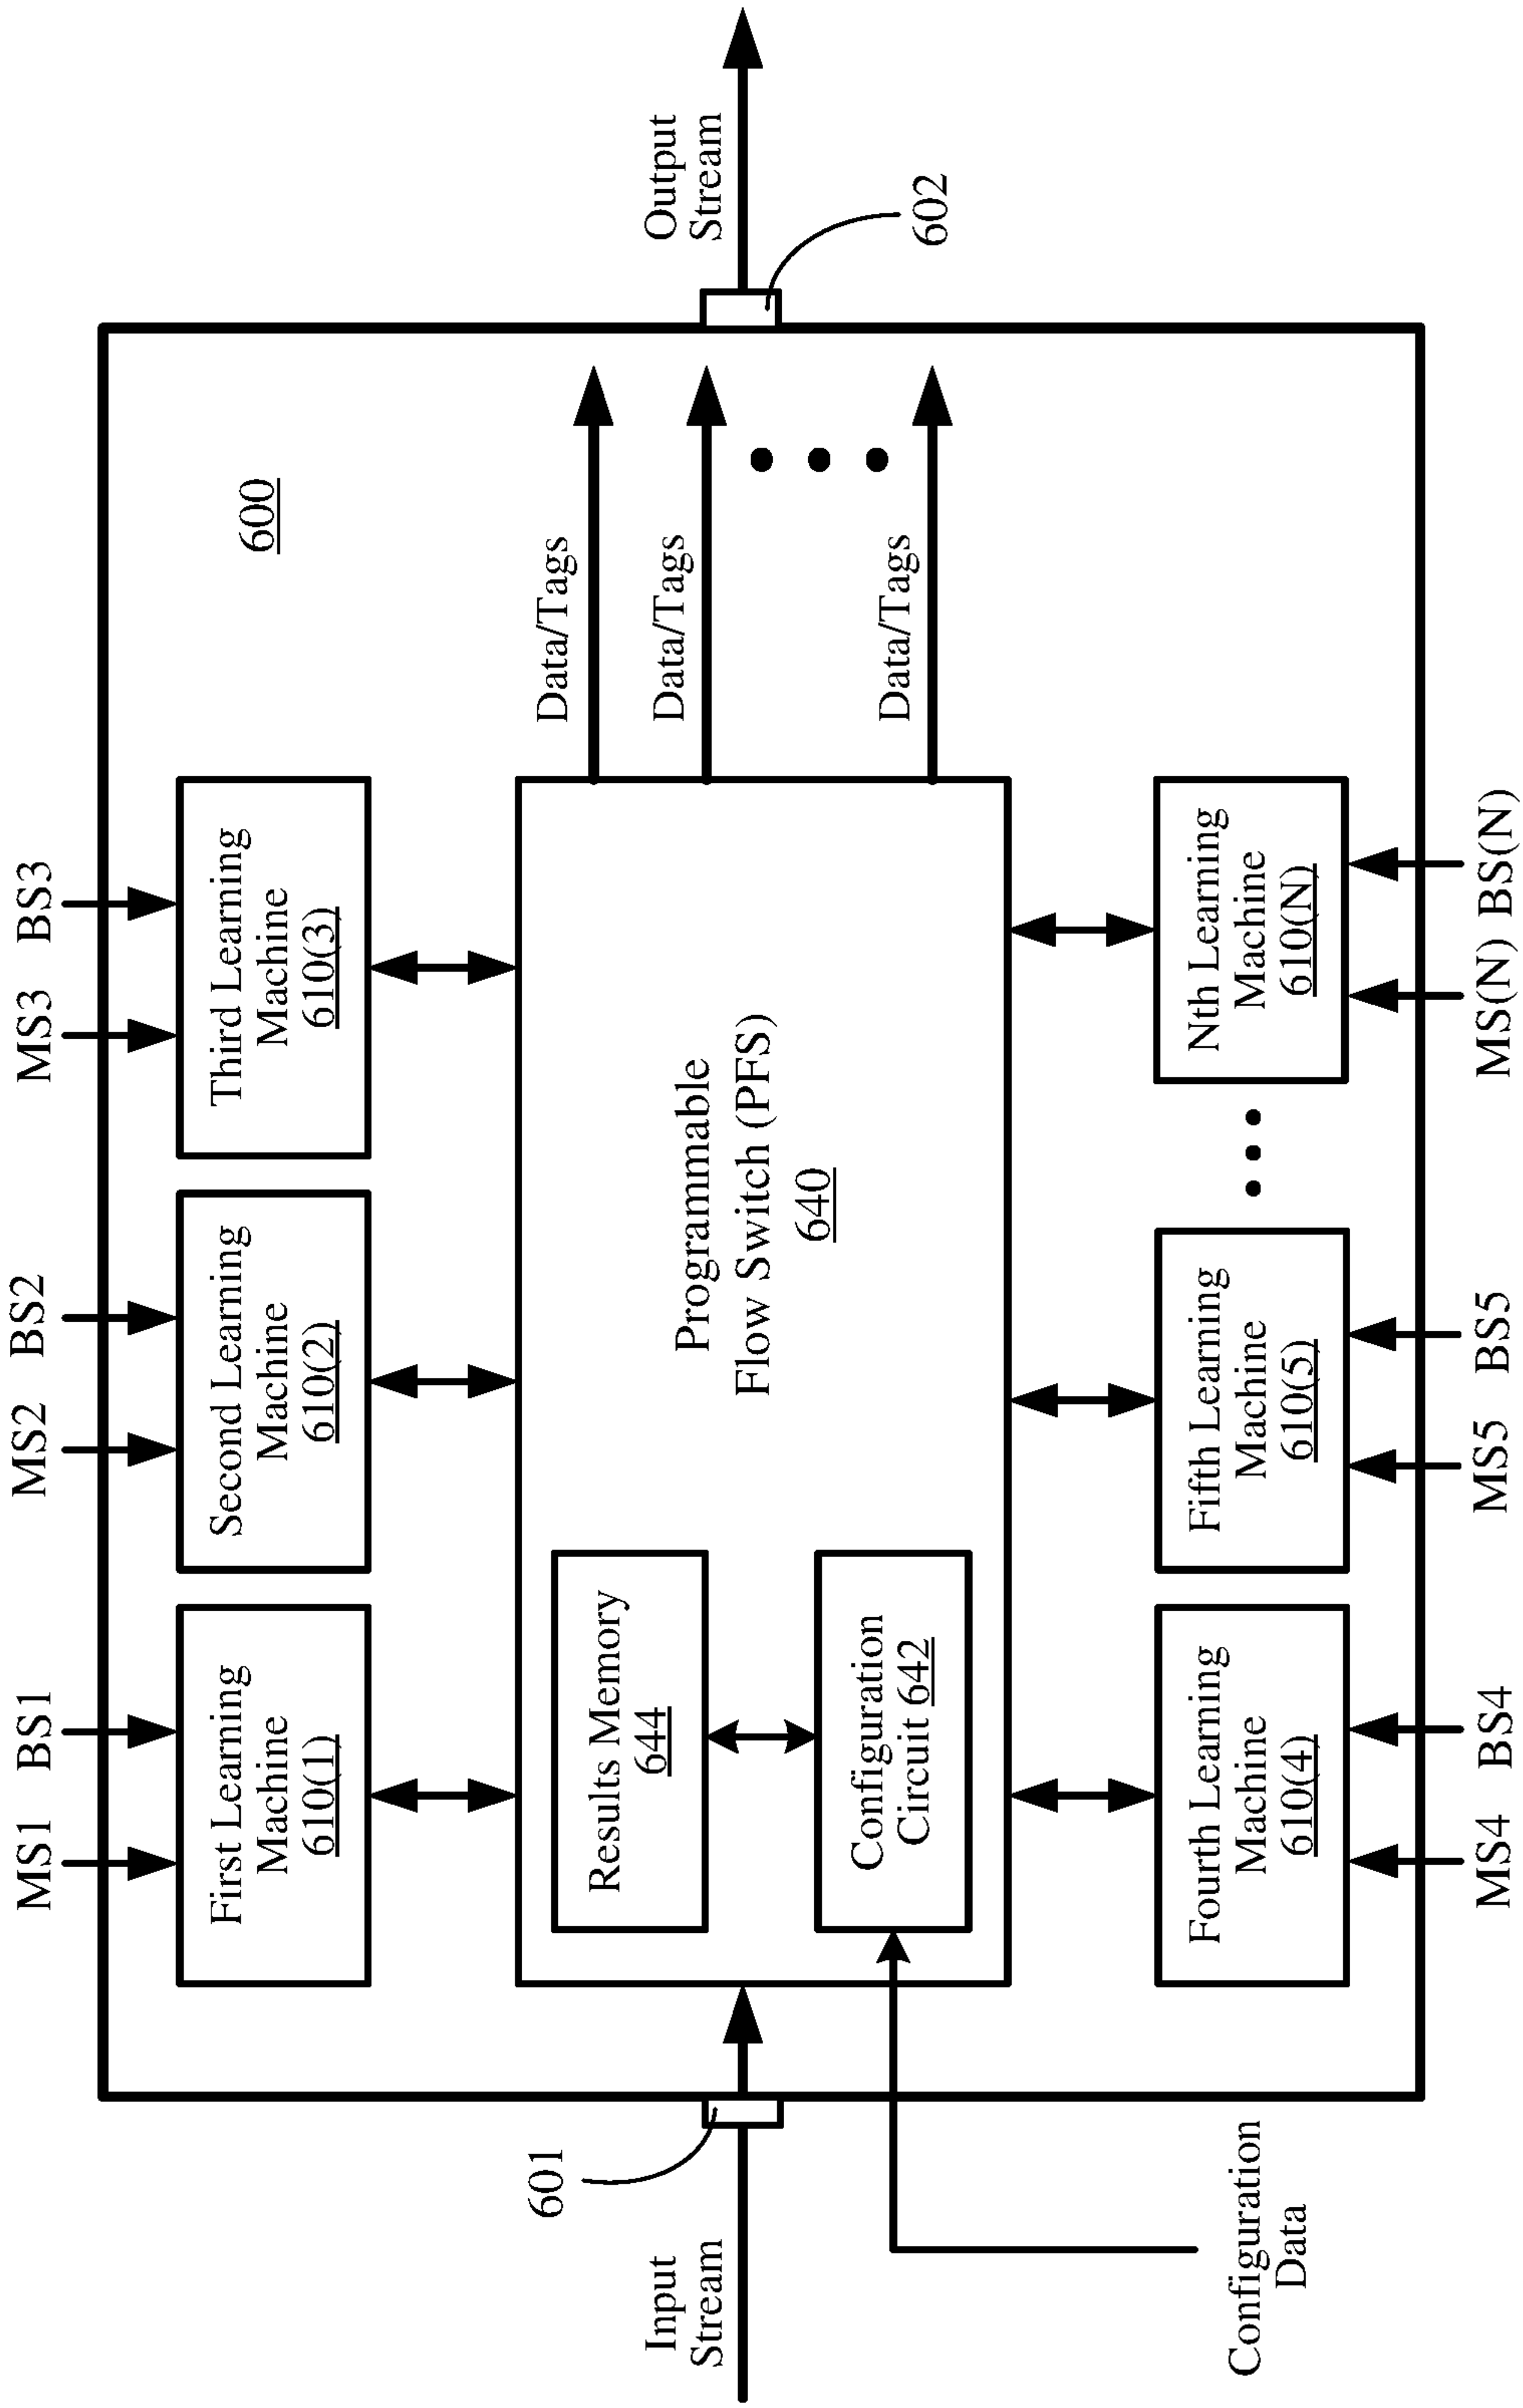 MS1
BS1
MS2
BS2
MS3
BS3
First Learning
Machine
610(1)
Second Learning
Machine
610(2)
Third Learning
Machine
610(3)
600
Input
Stream
601
Results Memory
644
Configuration
Circuit 642
Programmable
Flow Switch (PFS)
640
Data/Tags
Data/Tags
Data/Tags
Output
Stream
602
Fourth Learning
Machine
610(4)
Fifth Learning
Machine
610(5)
Nth Learning
Machine
610(N)
Configuration
Data
MS4
BS4
MS5
BS5
MS(N)
BS(N)